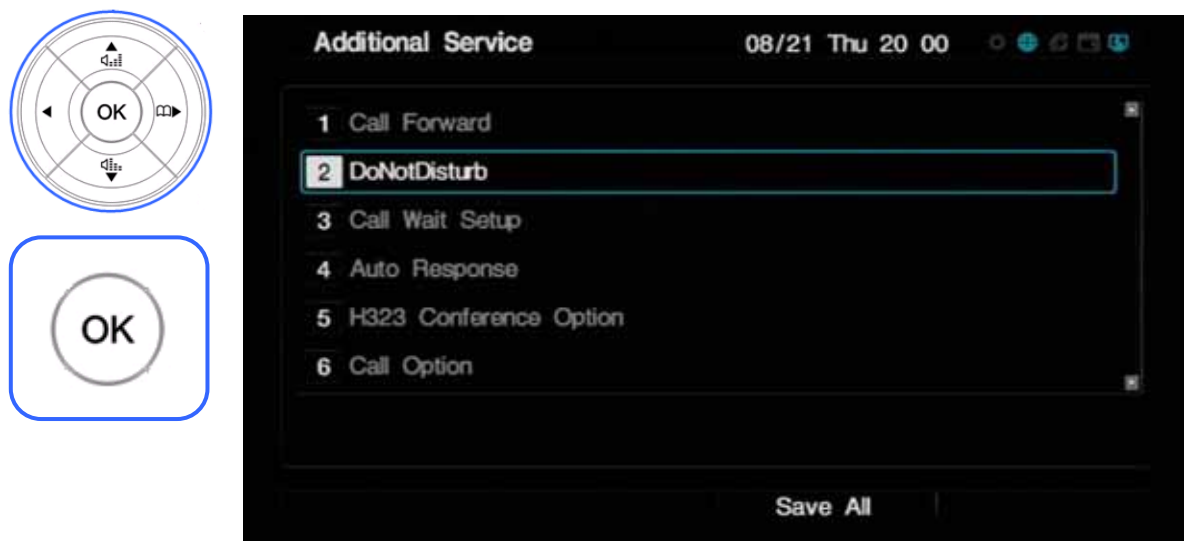 OK
OK
Additional Service 08/21 Thu 20 00
1 Call Forward
2 DoNotDisturb
3 Call Wait Setup
4 Auto Response
5 H323 Conference Option
6 Call Option
Save All